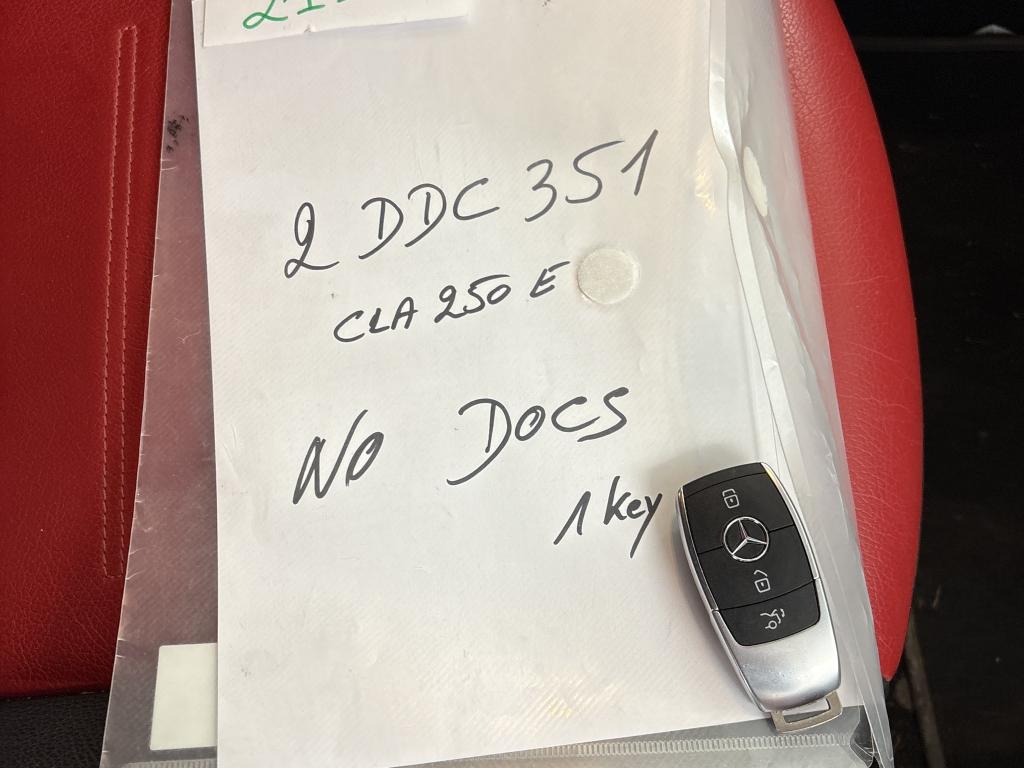 2 DDC 351
CLA 250 E
NO DOCS
1 key